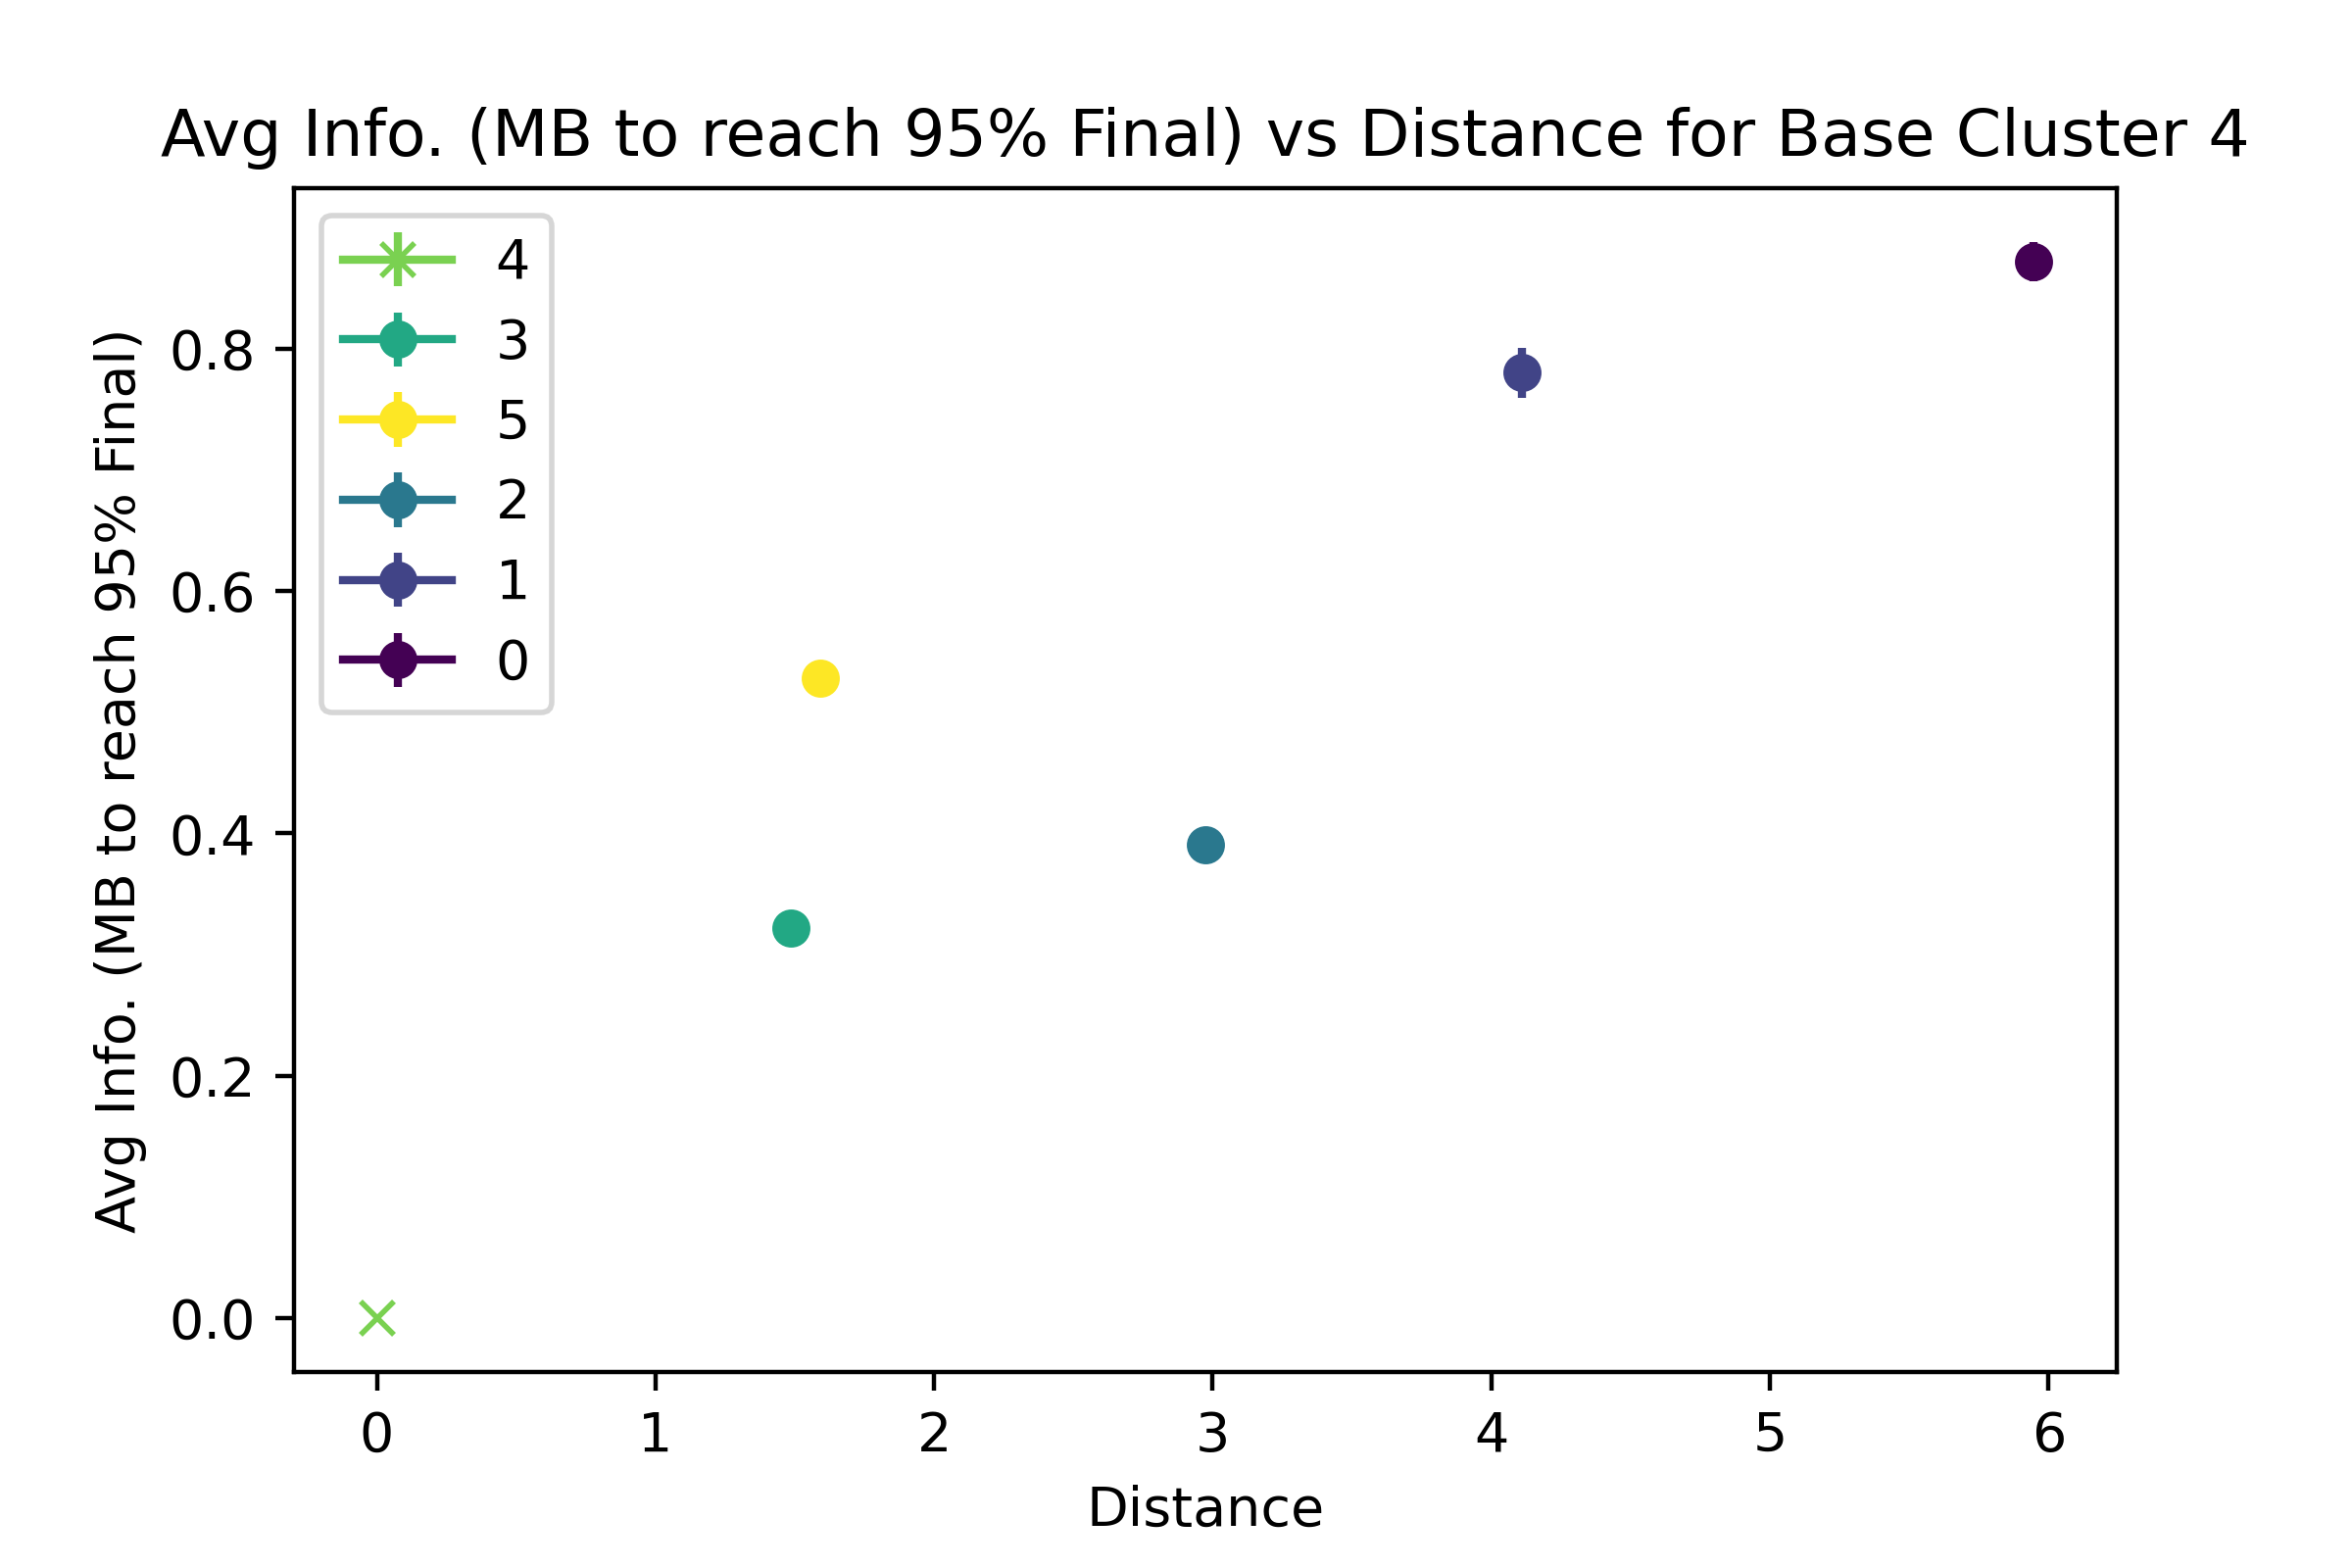 Avg Info. (MB to reach 95% Final) vs Distance for Base Cluster 4
4
3
5
2
1
0
Avg Info. (MB to reach 95% Final)
0.8
0.6
0.4
0.2
0.0
0 1 2 3 4 5 6
Distance